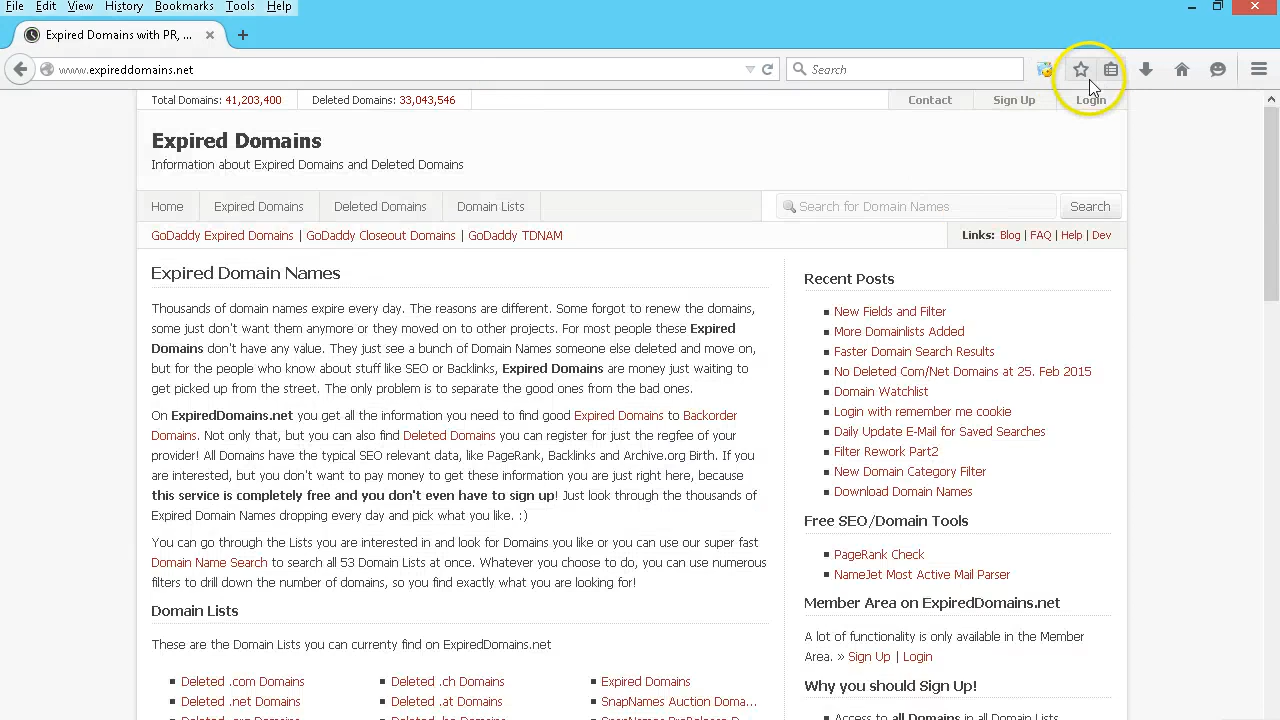 File Edit View History Bookmarks Tools Help
Expired Domains with PR, ...
www.expireddomains.net
Search
Total Domains: 41,203,400 Deleted Domains: 33,043,546 Contact Sign Up Login
Expired Domains
Information about Expired Domains and Deleted Domains
Home Expired Domains Deleted Domains Domain Lists Search for Domain Names Search
GoDaddy Expired Domains | GoDaddy Closeout Domains | GoDaddy TDNAM Links: Blog | FAQ | Help | Dev
Expired Domain Names
Thousands of domain names expire every day. The reasons are different. Some forgot to renew the domains,
some just don't want them anymore or they moved on to other projects. For most people these Expired
Domains don't have any value. They just see a bunch of Domain Names someone else deleted and move on,
but for the people who know about stuff like SEO or Backlinks, Expired Domains are money just waiting to
get picked up from the street. The only problem is to separate the good ones from the bad ones.
On ExpiredDomains.net you get all the information you need to find good Expired Domains to Backorder
Domains. Not only that, but you can also find Deleted Domains you can register for just the regfee of your
provider! All Domains have the typical SEO relevant data, like PageRank, Backlinks and Archive.org Birth. If you
are interested, but you don't want to pay money to get these information you are just right here, because
this service is completely free and you don't even have to sign up! Just look through the thousands of
Expired Domain Names dropping every day and pick what you like. :)
You can go through the Lists you are interested in and look for Domains you like or you can use our super fast
Domain Name Search to search all 53 Domain Lists at once. Whatever you choose to do, you can use numerous
filters to drill down the number of domains, so you find exactly what you are looking for!
Domain Lists
These are the Domain Lists you can currently find on ExpiredDomains.net
Deleted .com Domains Deleted .ch Domains Expired Domains
Deleted .net Domains Deleted .at Domains SnapNames Auction Doma...
Recent Posts
New Fields and Filter
More Domainlists Added
Faster Domain Search Results
No Deleted Com/Net Domains at 25. Feb 2015
Domain Watchlist
Login with remember me cookie
Daily Update E-Mail for Saved Searches
Filter Rework Part2
New Domain Category Filter
Download Domain Names
Free SEO/Domain Tools
PageRank Check
NameJet Most Active Mail Parser
Member Area on ExpiredDomains.net
A lot of functionality is only available in the Member
Area. » Sign Up | Login
Why you should Sign Up!
Access to all Domains in all Domain Lists